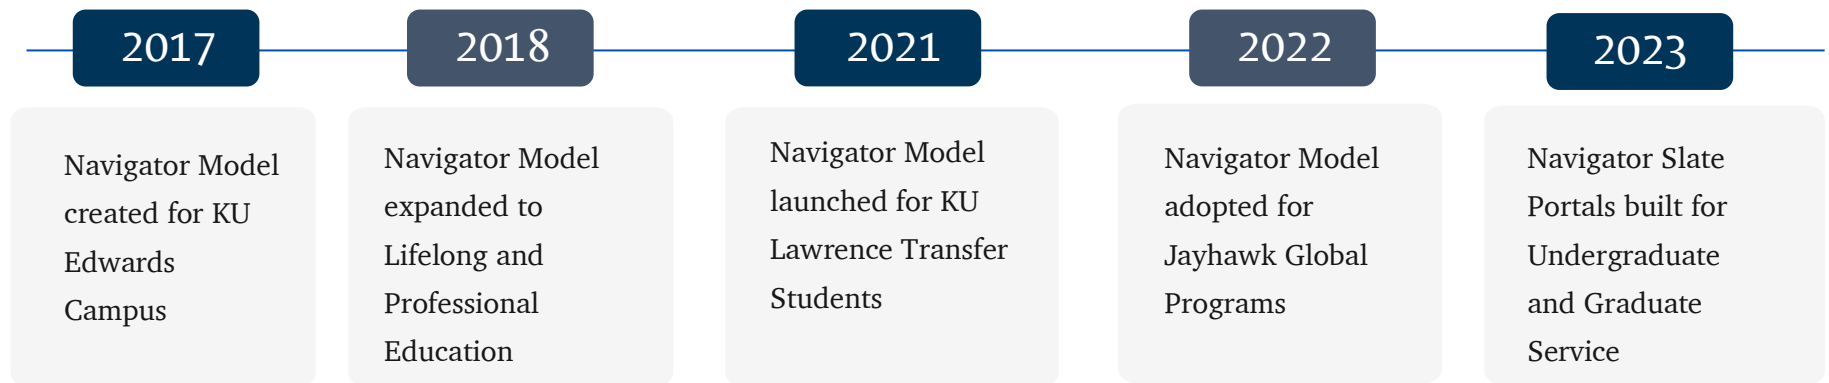 2017
Navigator Model
created for KU
Edwards
Campus
2018
Navigator Model
expanded to
Lifelong and
Professional
Education
2021
Navigator Model
launched for KU
Lawrence Transfer
Students
2022
Navigator Model
adopted for
Jayhawk Global
Programs
2023
Navigator Slate
Portals built for
Undergraduate
and Graduate
Service